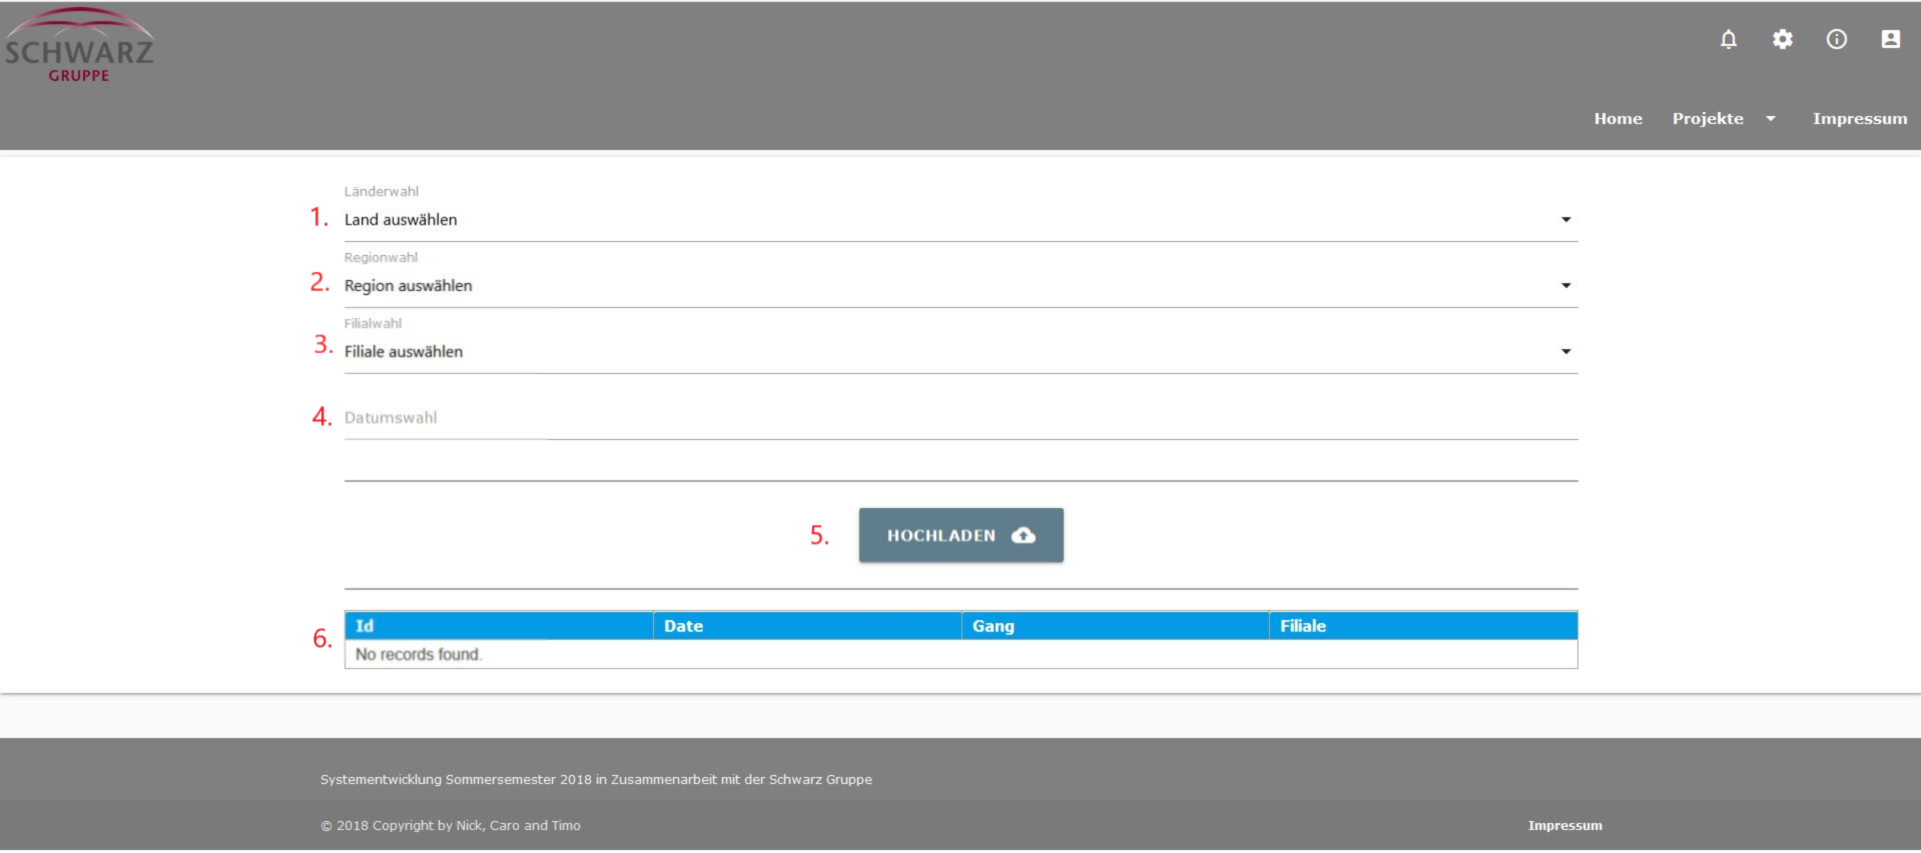 SCHWARZ
GRUPPE
Home Projekte Impressum
Länderwahl
1. Land auswählen
Regionwahl
2. Region auswählen
Filialwahl
3. Filiale auswählen
4. Datumswahl
5. HOCHLADEN
Id Date Gang Filiale
6. No records found.
Systementwicklung Sommersemester 2018 in Zusammenarbeit mit der Schwarz Gruppe
© 2018 Copyright by Nick, Caro and Timo Impressum